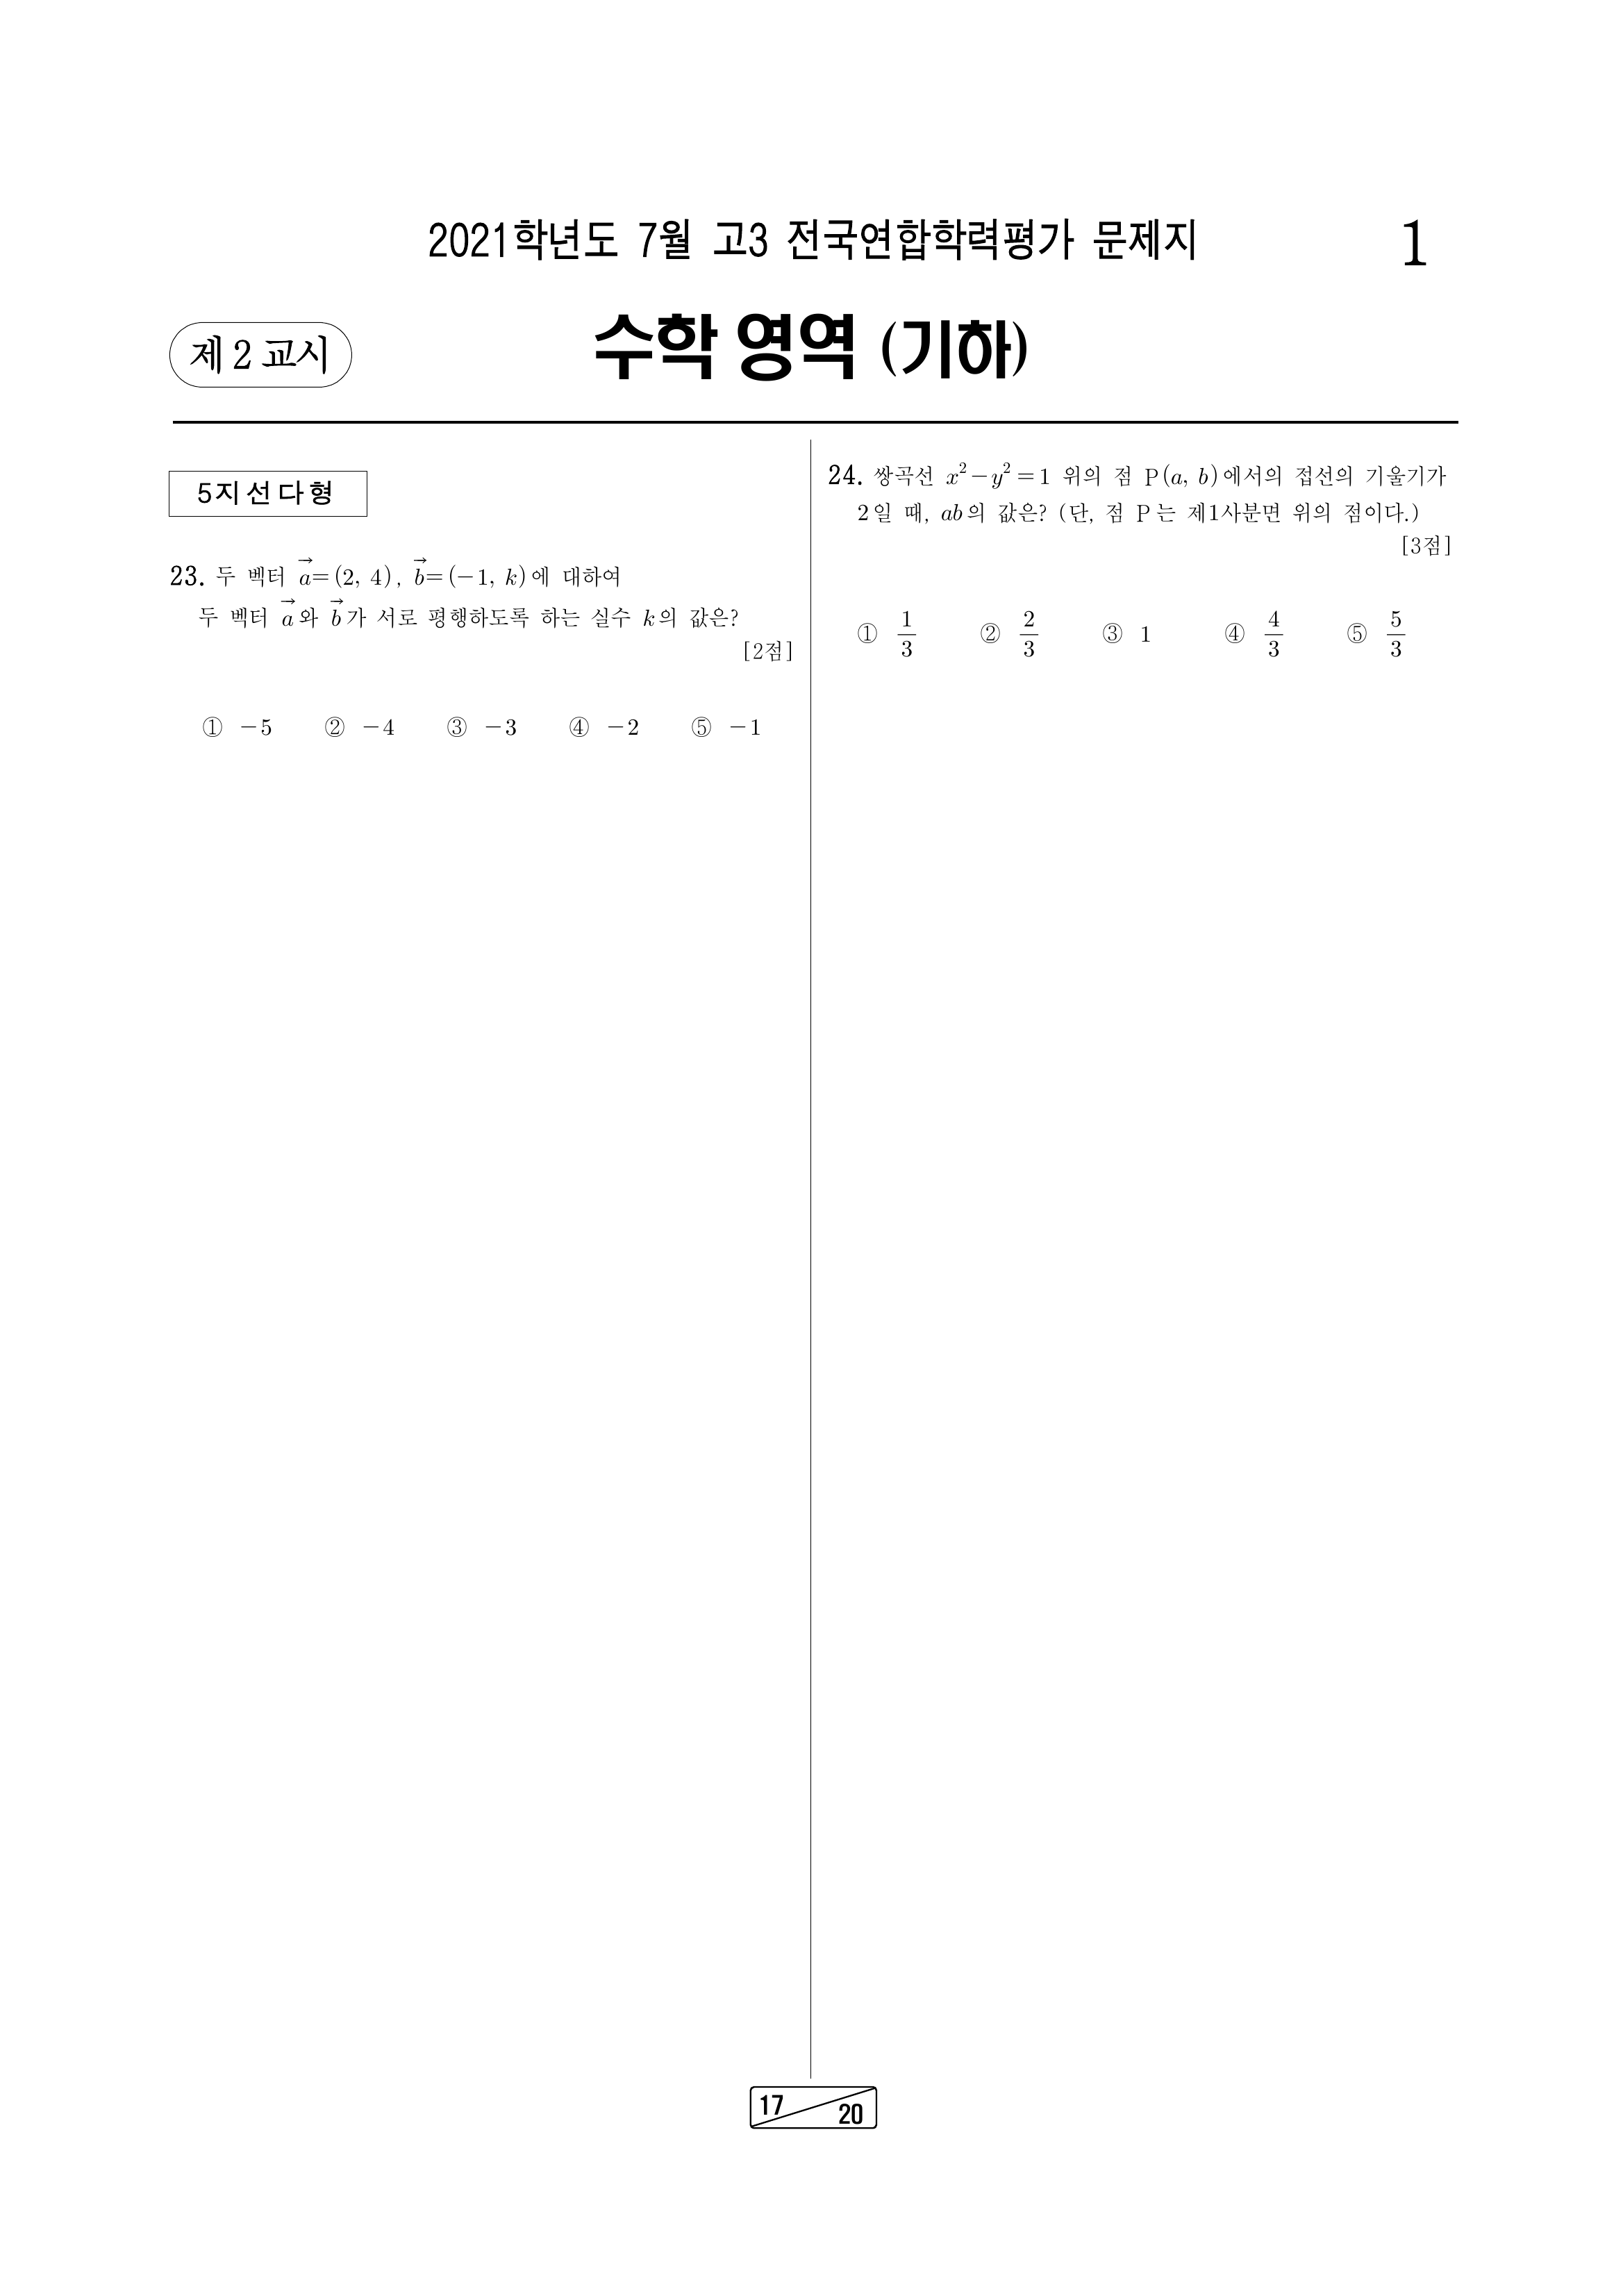 2021학년도 7월 고3 전국연합학력평가 문제지
1
제 2 교시
수학 영역 (기하)
5지선다형
23. 두 벡터 $\vec{a}=(2, 4)$, $\vec{b}=(-1, k)$에 대하여
두 벡터 $\vec{a}$와 $\vec{b}$가 서로 평행하도록 하는 실수 $k$의 값은?
[2점]
① −5 ② −4 ③ −3 ④ −2 ⑤ −1
24. 쌍곡선 $x^2-y^2=1$ 위의 점 P$(a, b)$에서의 접선의 기울기가
2일 때, $ab$의 값은? (단, 점 P는 제1사분면 위의 점이다.)
[3점]
① $\frac{1}{3}$ ② $\frac{2}{3}$ ③ 1 ④ $\frac{4}{3}$ ⑤ $\frac{5}{3}$
17
20